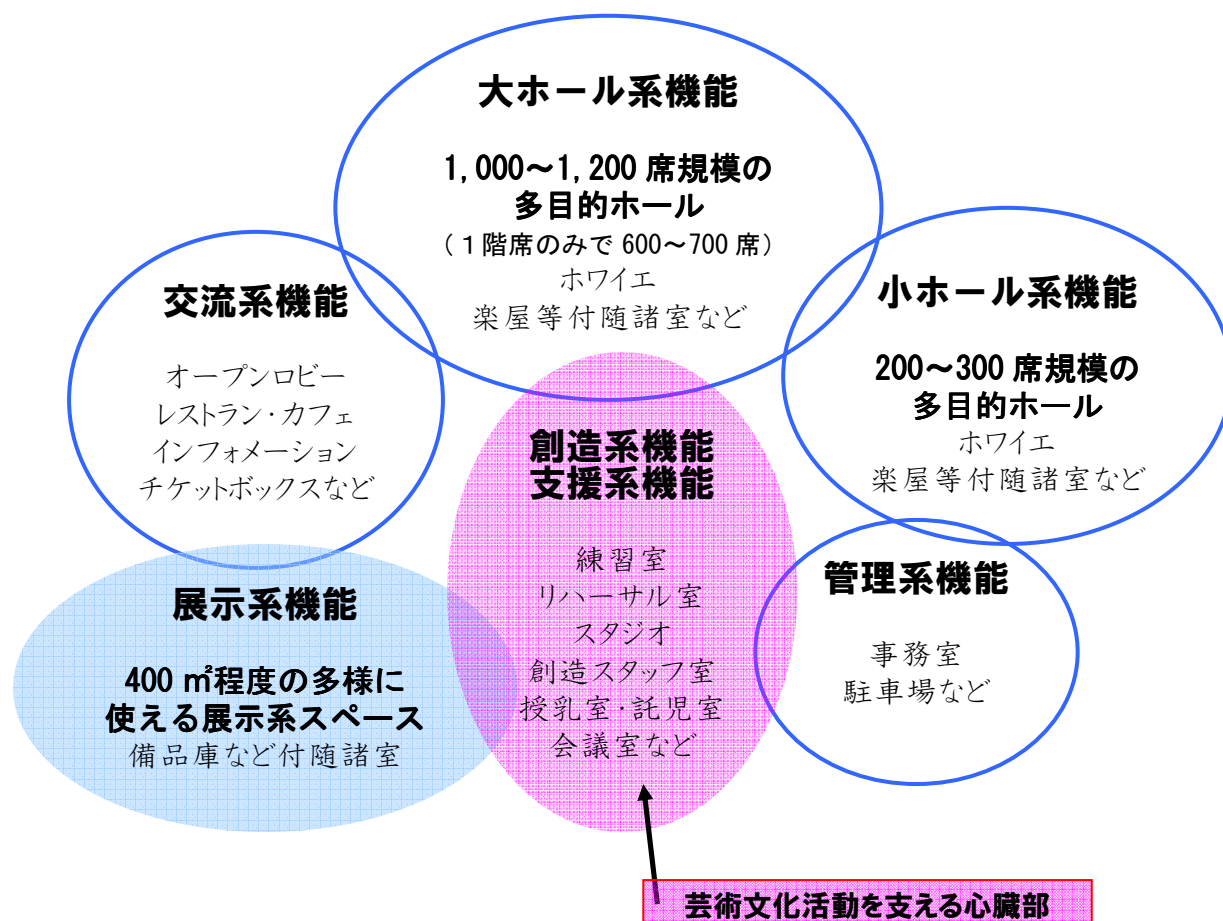 大ホール系機能
1,000～1,200 席規模の
多目的ホール
（１階席のみで 600～700 席）
ホワイエ
楽屋等付随諸室など
交流系機能
オープンロビー
レストラン・カフェ
インフォメーション
チケットボックスなど
小ホール系機能
200～300 席規模の
多目的ホール
ホワイエ
楽屋等付随諸室など
創造系機能
支援系機能
練習室
リハーサル室
スタジオ
創造スタッフ室
授乳室・託児室
会議室など
展示系機能
400 ㎡程度の多様に
使える展示系スペース
備品庫など付随諸室
管理系機能
事務室
駐車場など
芸術文化活動を支える心臓部